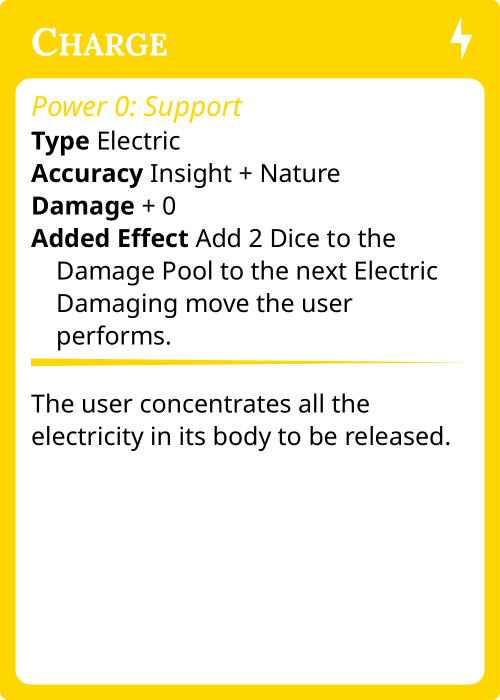 CHARGE
Power 0: Support
Type Electric
Accuracy Insight + Nature
Damage + 0
Added Effect Add 2 Dice to the
Damage Pool to the next Electric
Damaging move the user
performs.
The user concentrates all the
electricity in its body to be released.